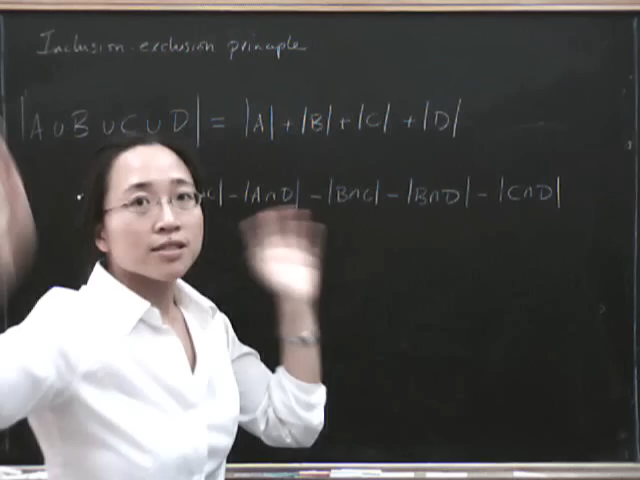 Inclusion-exclusion principle
|A ∪ B ∪ C ∪ D| = |A| + |B| + |C| + |D|
∩C| - |A∩D| - |B∩C| - |B∩D| - |C∩D|